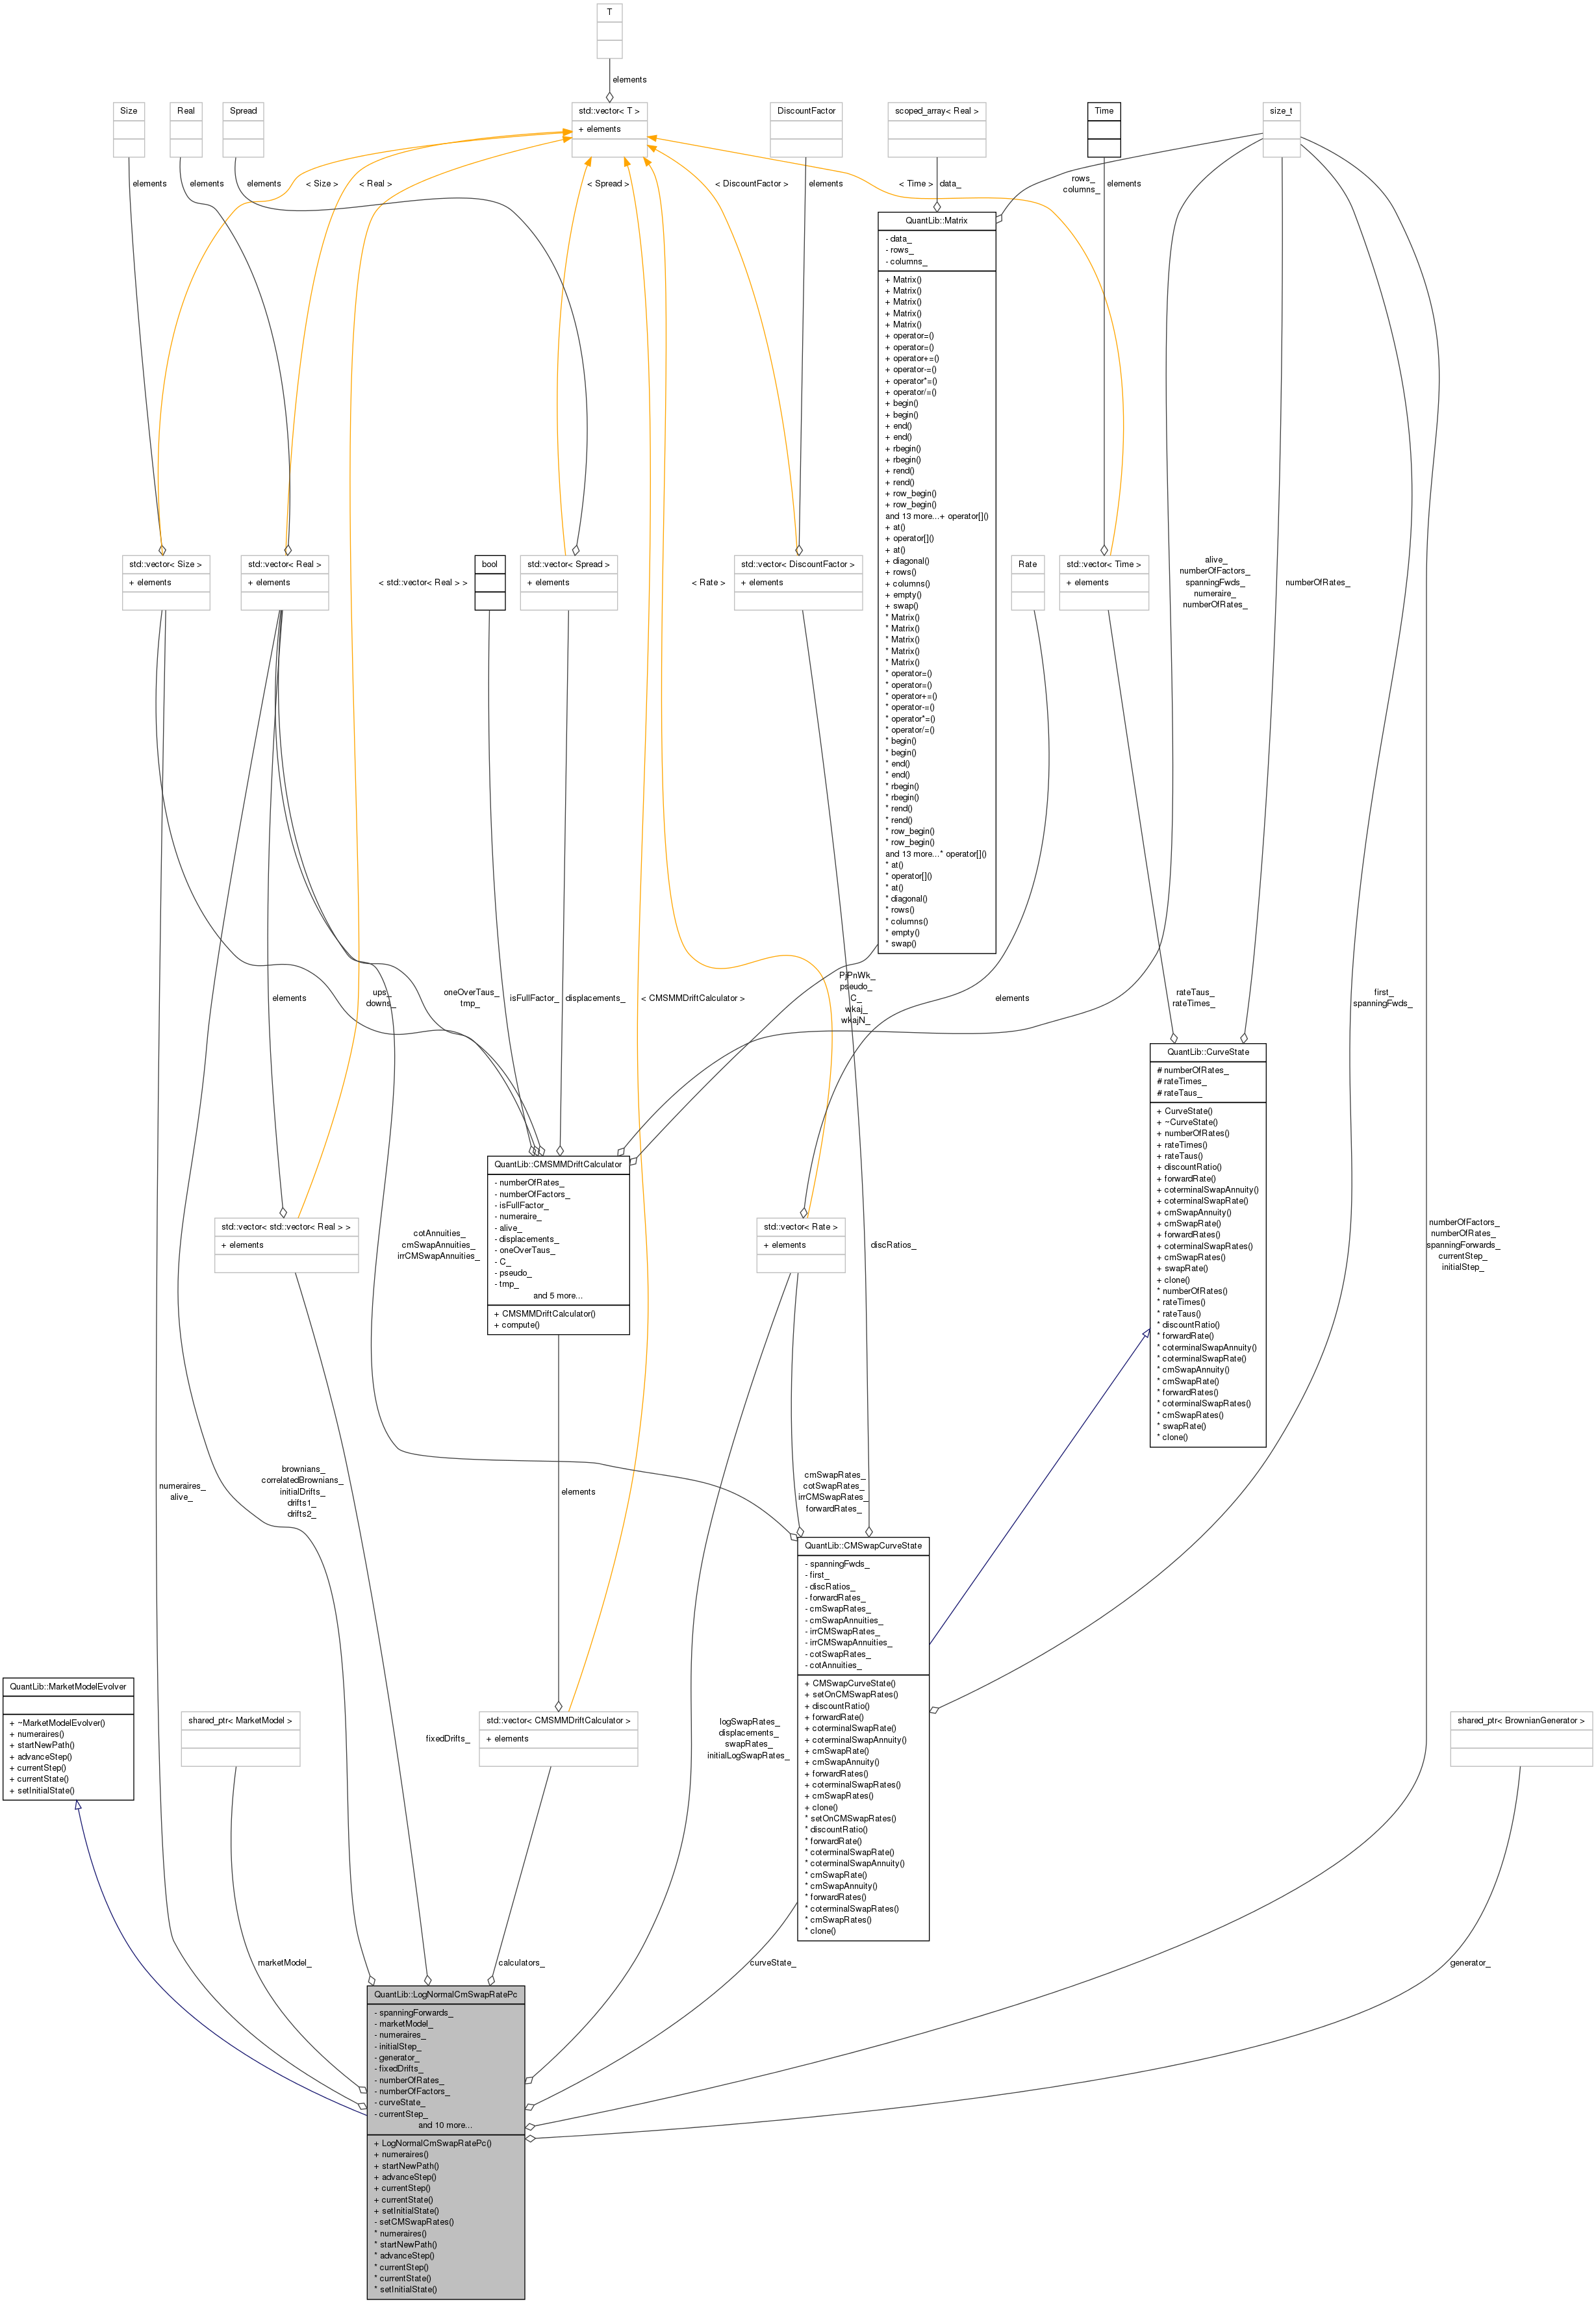 T
elements
Size
Real
Spread
std::vector< T >
+ elements
DiscountFactor
scoped_array< Real >
Time
size_t
elements
elements
elements
< Size >
< Real >
< Spread >
< DiscountFactor >
elements
< Time >
data_
rows_
columns_
elements
QuantLib::Matrix
- data_
- rows_
- columns_
+ Matrix()
+ Matrix()
+ Matrix()
+ Matrix()
+ Matrix()
+ operator=()
+ operator=()
+ operator+=()
+ operator-=()
+ operator*=()
+ operator/=()
+ begin()
+ begin()
+ end()
+ end()
+ rbegin()
+ rbegin()
+ rend()
+ rend()
+ row_begin()
+ row_begin()
and 13 more...+ operator[]()
+ at()
+ operator[]()
+ at()
+ diagonal()
+ rows()
+ columns()
+ empty()
+ swap()
* Matrix()
* Matrix()
* Matrix()
* Matrix()
* Matrix()
* operator=()
* operator=()
* operator+=()
* operator-=()
* operator*=()
* operator/=()
* begin()
* begin()
* end()
* end()
* rbegin()
* rbegin()
* rend()
* rend()
* row_begin()
* row_begin()
and 13 more...* operator[]()
* at()
* operator[]()
* at()
* diagonal()
* rows()
* columns()
* empty()
* swap()
std::vector< Size >
+ elements
std::vector< Real >
+ elements
< std::vector< Real > >
bool
std::vector< Spread >
+ elements
< Rate >
std::vector< DiscountFactor >
+ elements
Rate
std::vector< Time >
+ elements
alive_
numberOfFactors_
spanningFwds_
numeraire_
numberOfRates_
numberOfRates_
elements
ups_
downs_
oneOverTaus_
tmp_
isFullFactor_
displacements_
< CMSMMDriftCalculator >
PjPnWk_
pseudo_
C_
wkaj_
wkajN_
elements
rateTaus_
rateTimes_
first_
spanningFwds_
QuantLib::CurveState
# numberOfRates_
# rateTimes_
# rateTaus_
+ CurveState()
+ ~CurveState()
+ numberOfRates()
+ rateTimes()
+ rateTaus()
+ discountRatio()
+ forwardRate()
+ coterminalSwapAnnuity()
+ coterminalSwapRate()
+ cmSwapAnnuity()
+ cmSwapRate()
+ forwardRates()
+ coterminalSwapRates()
+ cmSwapRates()
+ swapRate()
+ clone()
* numberOfRates()
* rateTimes()
* rateTaus()
* discountRatio()
* forwardRate()
* coterminalSwapAnnuity()
* coterminalSwapRate()
* cmSwapAnnuity()
* cmSwapRate()
* forwardRates()
* coterminalSwapRates()
* cmSwapRates()
* swapRate()
* clone()
QuantLib::CMSMMDriftCalculator
- numberOfRates_
- numberOfFactors_
- isFullFactor_
- numeraire_
- alive_
- displacements_
- oneOverTaus_
- C_
- pseudo_
- tmp_
and 5 more...
+ CMSMMDriftCalculator()
+ compute()
std::vector< std::vector< Real > >
+ elements
cotAnnuities_
cmSwapAnnuities_
irrCMSwapAnnuities_
std::vector< Rate >
+ elements
discRatios_
numberOfFactors_
numberOfRates_
spanningForwards_
currentStep_
initialStep_
numeraires_
alive_
brownians_
correlatedBrownians_
initialDrifts_
drifts1_
drifts2_
elements
cmSwapRates_
cotSwapRates_
irrCMSwapRates_
forwardRates_
QuantLib::CMSwapCurveState
- spanningFwds_
- first_
- discRatios_
- forwardRates_
- cmSwapRates_
- cmSwapAnnuities_
- irrCMSwapRates_
- irrCMSwapAnnuities_
- cotSwapRates_
- cotAnnuities_
+ CMSwapCurveState()
+ setOnCMSwapRates()
+ discountRatio()
+ forwardRate()
+ coterminalSwapRate()
+ coterminalSwapAnnuity()
+ cmSwapRate()
+ cmSwapAnnuity()
+ forwardRates()
+ coterminalSwapRates()
+ cmSwapRates()
+ clone()
* setOnCMSwapRates()
* discountRatio()
* forwardRate()
* coterminalSwapRate()
* coterminalSwapAnnuity()
* cmSwapRate()
* cmSwapAnnuity()
* forwardRates()
* coterminalSwapRates()
* cmSwapRates()
* clone()
QuantLib::MarketModelEvolver
+ ~MarketModelEvolver()
+ numeraires()
+ startNewPath()
+ advanceStep()
+ currentStep()
+ currentState()
+ setInitialState()
shared_ptr< MarketModel >
fixedDrifts_
std::vector< CMSMMDriftCalculator >
+ elements
logSwapRates_
displacements_
swapRates_
initialLogSwapRates_
shared_ptr< BrownianGenerator >
marketModel_
calculators_
curveState_
generator_
QuantLib::LogNormalCmSwapRatePc
- spanningForwards_
- marketModel_
- numeraires_
- initialStep_
- generator_
- fixedDrifts_
- numberOfRates_
- numberOfFactors_
- curveState_
- currentStep_
and 10 more...
+ LogNormalCmSwapRatePc()
+ numeraires()
+ startNewPath()
+ advanceStep()
+ currentStep()
+ currentState()
+ setInitialState()
- setCMSwapRates()
* numeraires()
* startNewPath()
* advanceStep()
* currentStep()
* currentState()
* setInitialState()